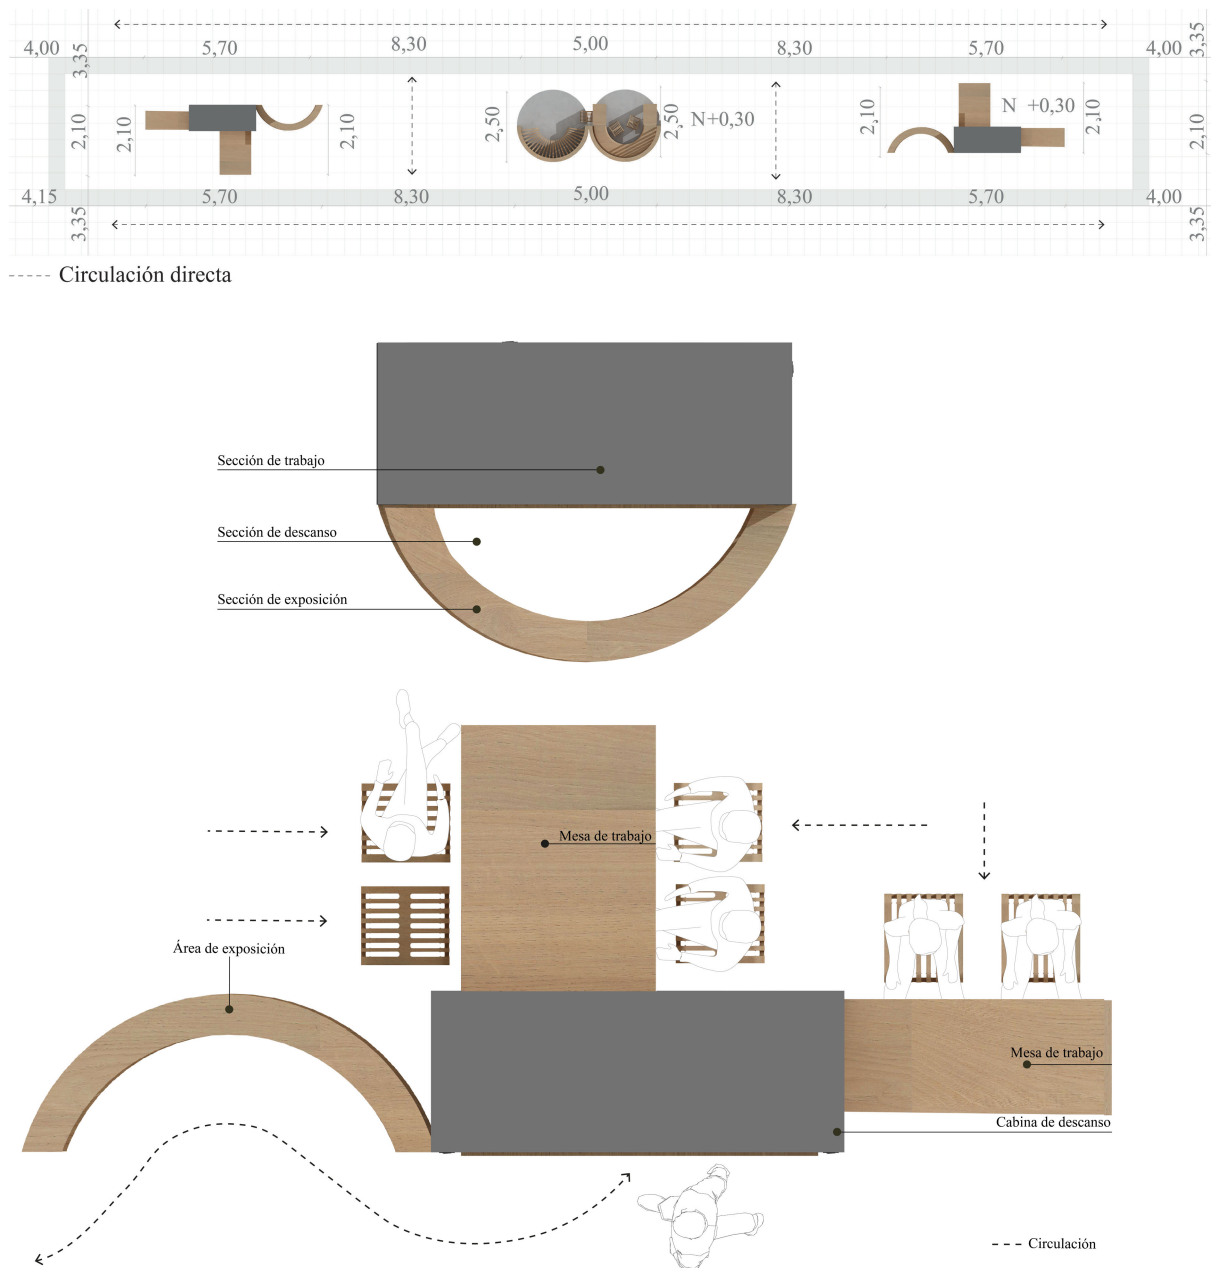 4,00 5,70 8,30 5,00 8,30 5,70 4,00
3,35
3,35
2,10
2,10
2,10
2,50
2,50
N+0,30
2,10
N +0,30
2,10
2,10
4,15 5,70 8,30 5,00 8,30 5,70 4,00
3,35
3,35
Circulación directa
Sección de trabajo
Sección de descanso
Sección de exposición
Mesa de trabajo
Área de exposición
Mesa de trabajo
Cabina de descanso
Circulación